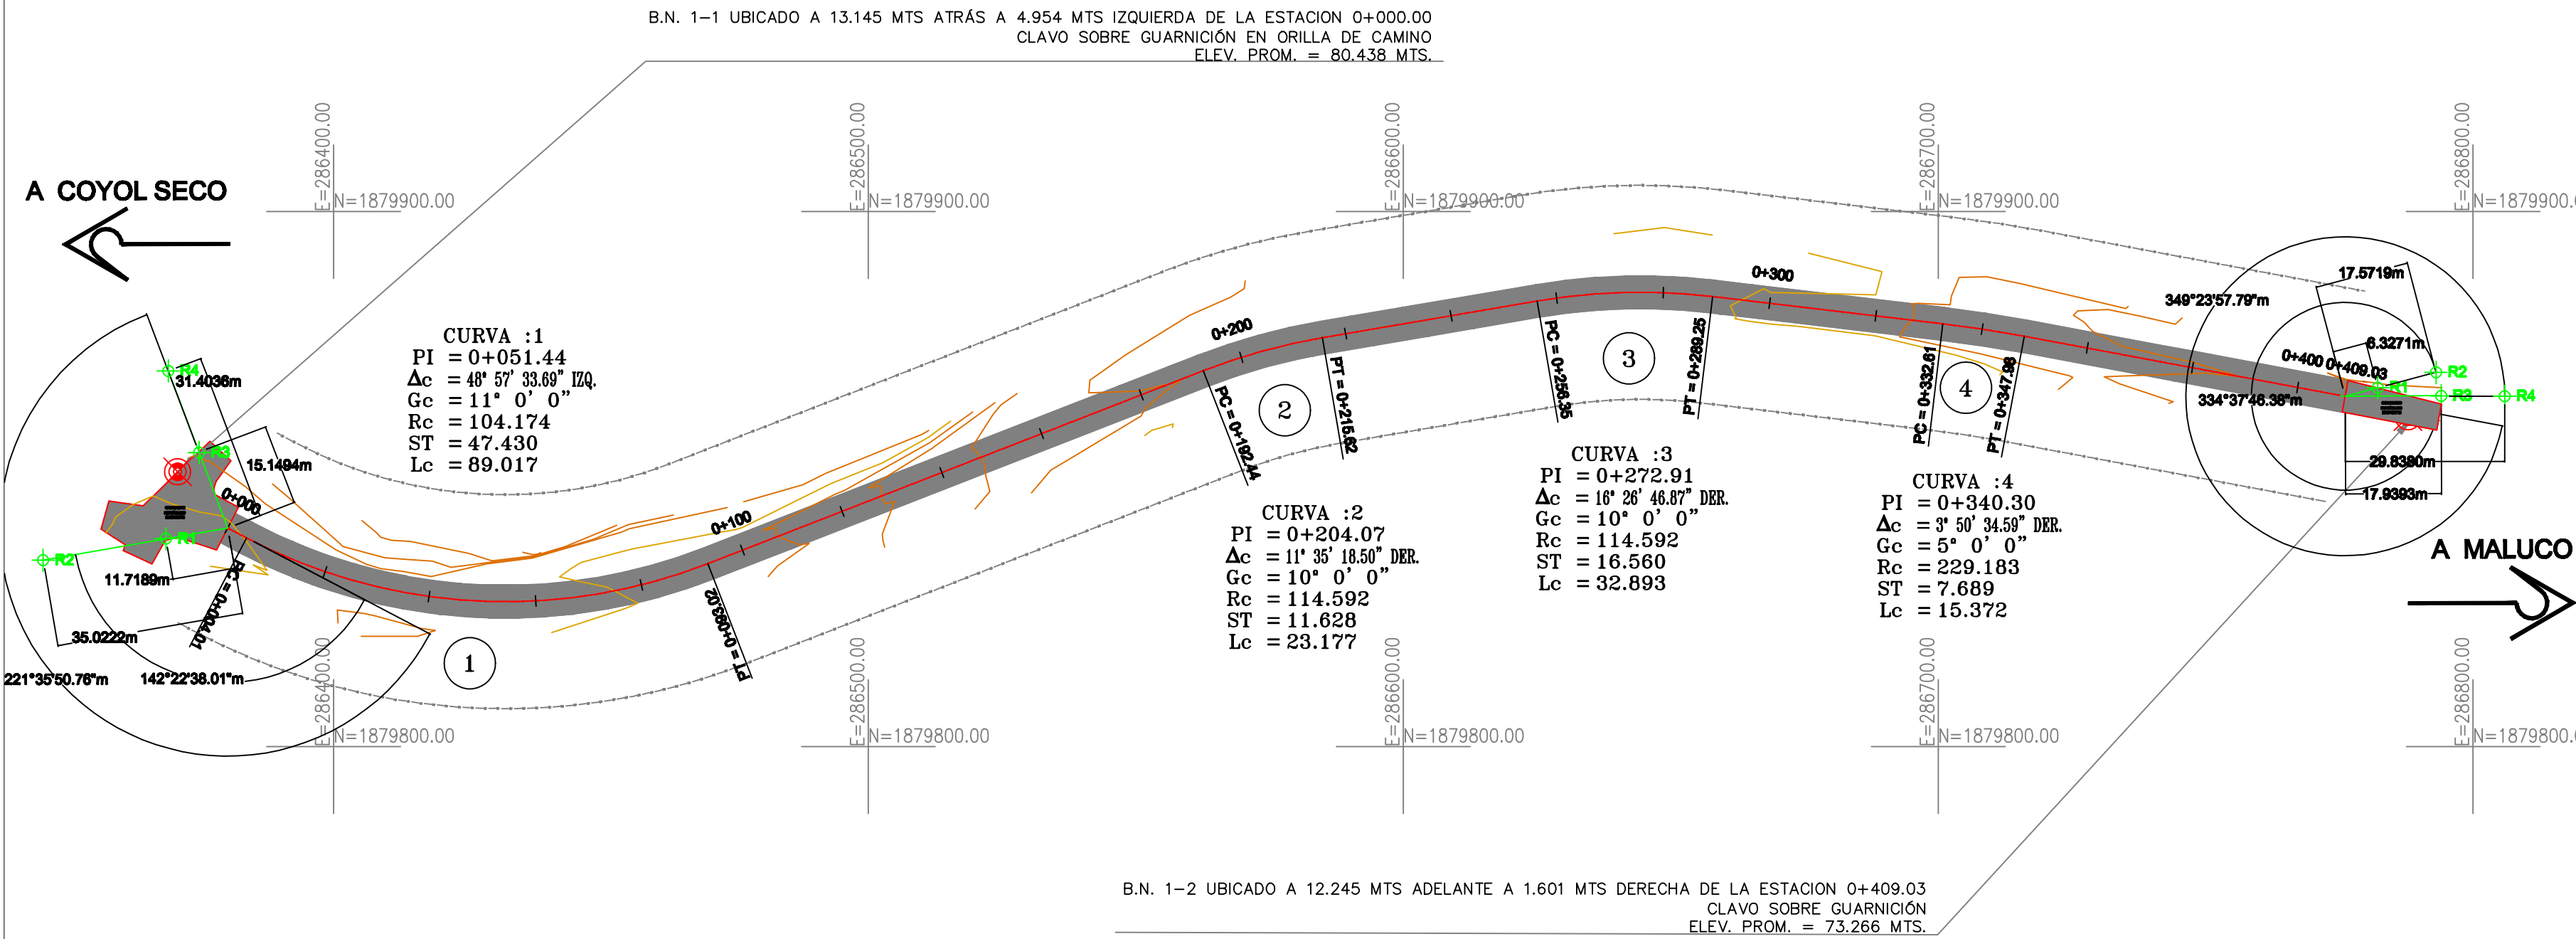 B.N. 1-1 UBICADO A 13.145 MTS ATRÁS A 4.954 MTS IZQUIERDA DE LA ESTACION 0+000.00
CLAVO SOBRE GUARNICIÓN EN ORILLA DE CAMINO
ELEV. PROM. = 80.438 MTS.
E=286400.00
N=1879900.00
E=286500.00
N=1879900.00
E=286600.00
N=1879900.00
E=286700.00
N=1879900.00
E=286800.00
N=1879900.0
A COYOL SECO
CURVA :1
PI = 0+051.44
Δc = 48° 57' 33.69" IZQ.
Gc = 11° 0' 0"
Rc = 104.174
ST = 47.430
Lc = 89.017
R4
31.4036m
R3
15.1494m
0+000
R1
R2
11.7189m
35.0222m
PC = 0+004.01
221°35'50.76"m
142°22'38.01"m
1
0+100
PT = 0+093.02
0+200
PC = 0+192.44
2
PT = 0+215.62
CURVA :2
PI = 0+204.07
Δc = 11° 35' 18.50" DER.
Gc = 10° 0' 0"
Rc = 114.592
ST = 11.628
Lc = 23.177
PC = 0+256.35
3
PT = 0+289.25
CURVA :3
PI = 0+272.91
Δc = 16° 26' 46.87" DER.
Gc = 10° 0' 0"
Rc = 114.592
ST = 16.560
Lc = 32.893
0+300
PC = 0+332.61
4
PT = 0+347.98
CURVA :4
PI = 0+340.30
Δc = 3° 50' 34.59" DER.
Gc = 5° 0' 0"
Rc = 229.183
ST = 7.689
Lc = 15.372
17.5719m
349°23'57.79"m
6.3271m
0+400
0+409.03
R2
R1
R3
R4
334°37'46.36"m
29.8380m
17.9393m
A MALUCO
E=286400.00
N=1879800.00
E=286500.00
N=1879800.00
E=286600.00
N=1879800.00
E=286700.00
N=1879800.00
E=286800.00
N=1879800.0
B.N. 1-2 UBICADO A 12.245 MTS ADELANTE A 1.601 MTS DERECHA DE LA ESTACION 0+409.03
CLAVO SOBRE GUARNICIÓN
ELEV. PROM. = 73.266 MTS.